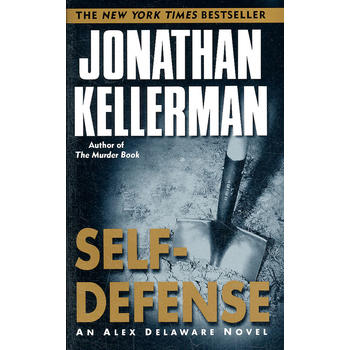 THE NEW YORK TIMES BESTSELLER
JONATHAN
KELLERMAN
Author of
The Murder Book
SELF-
DEFENSE
AN ALEX DELAWARE NOVEL